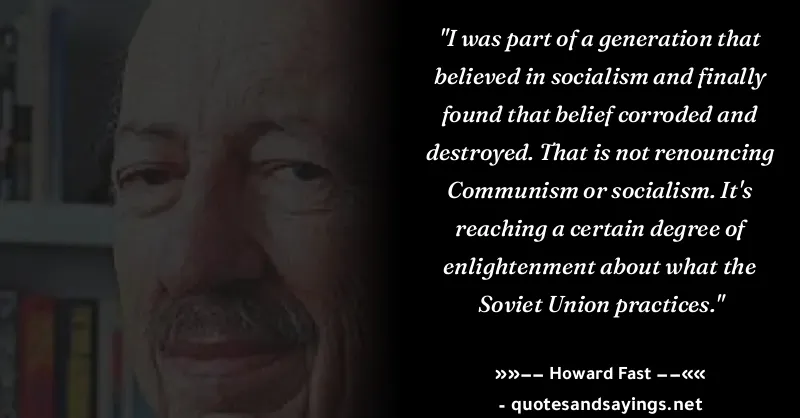 "I was part of a generation that
believed in socialism and finally
found that belief corroded and
destroyed. That is not renouncing
Communism or socialism. It's
reaching a certain degree of
enlightenment about what the
Soviet Union practices."
»»−− Howard Fast −−««
- quotesandsayings.net